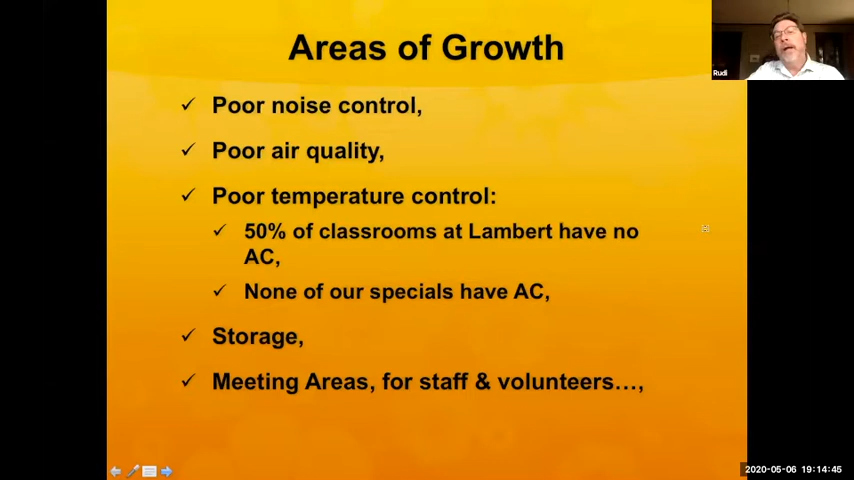 Areas of Growth
Rudi
✓ Poor noise control,
✓ Poor air quality,
✓ Poor temperature control:
✓ 50% of classrooms at Lambert have no
AC,
✓ None of our specials have AC,
✓ Storage,
✓ Meeting Areas, for staff & volunteers…,
2020-05-06 19:14:45